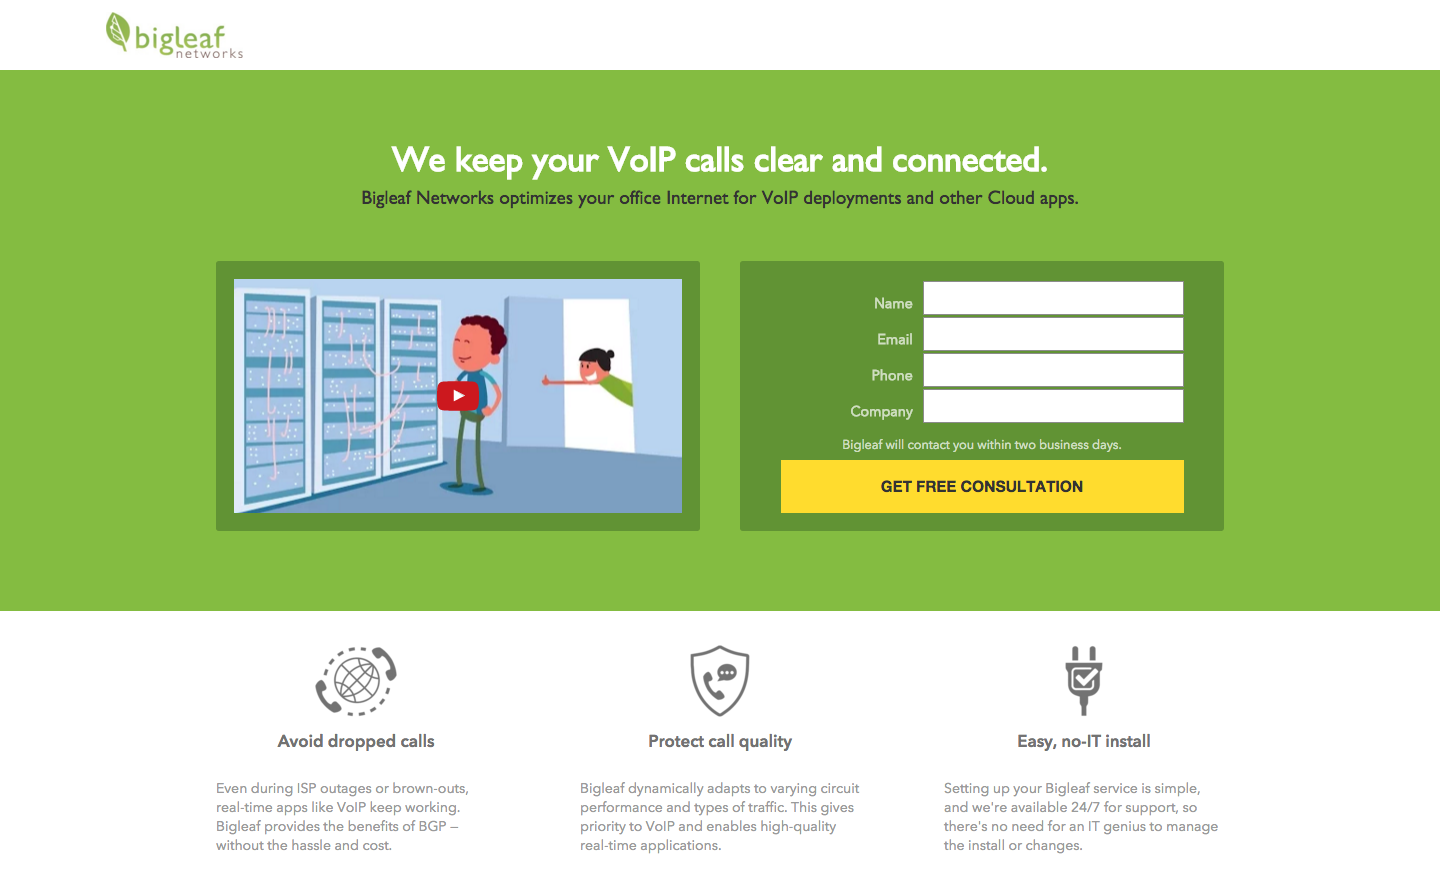 bigleaf
networks
We keep your VoIP calls clear and connected.
Bigleaf Networks optimizes your office Internet for VoIP deployments and other Cloud apps.
Name
Email
Phone
Company
Bigleaf will contact you within two business days.
GET FREE CONSULTATION
Avoid dropped calls
Even during ISP outages or brown-outs,
real-time apps like VoIP keep working.
Bigleaf provides the benefits of BGP –
without the hassle and cost.
Protect call quality
Bigleaf dynamically adapts to varying circuit
performance and types of traffic. This gives
priority to VoIP and enables high-quality
real-time applications.
Easy, no-IT install
Setting up your Bigleaf service is simple,
and we're available 24/7 for support, so
there's no need for an IT genius to manage
the install or changes.